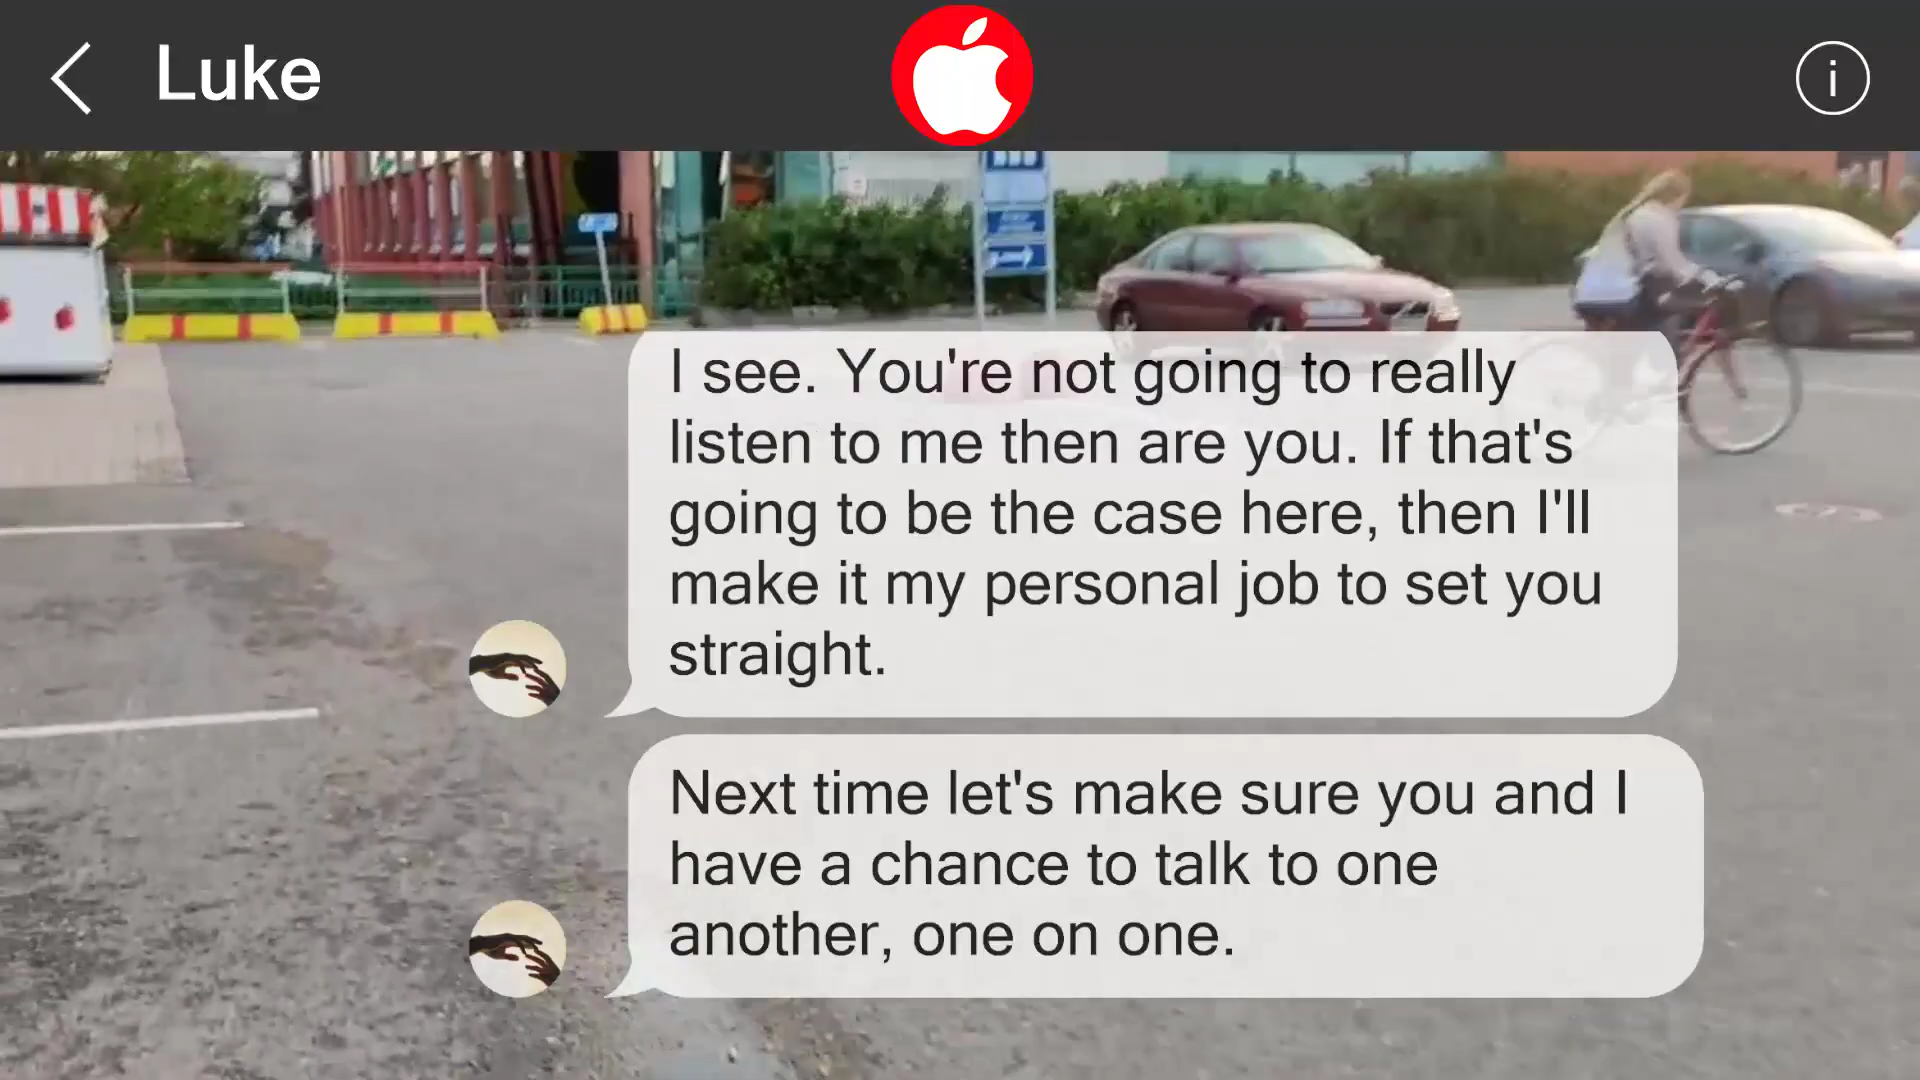 Luke
i
I see. You're not going to really
listen to me then are you. If that's
going to be the case here, then I'll
make it my personal job to set you
straight.
Next time let's make sure you and I
have a chance to talk to one
another, one on one.